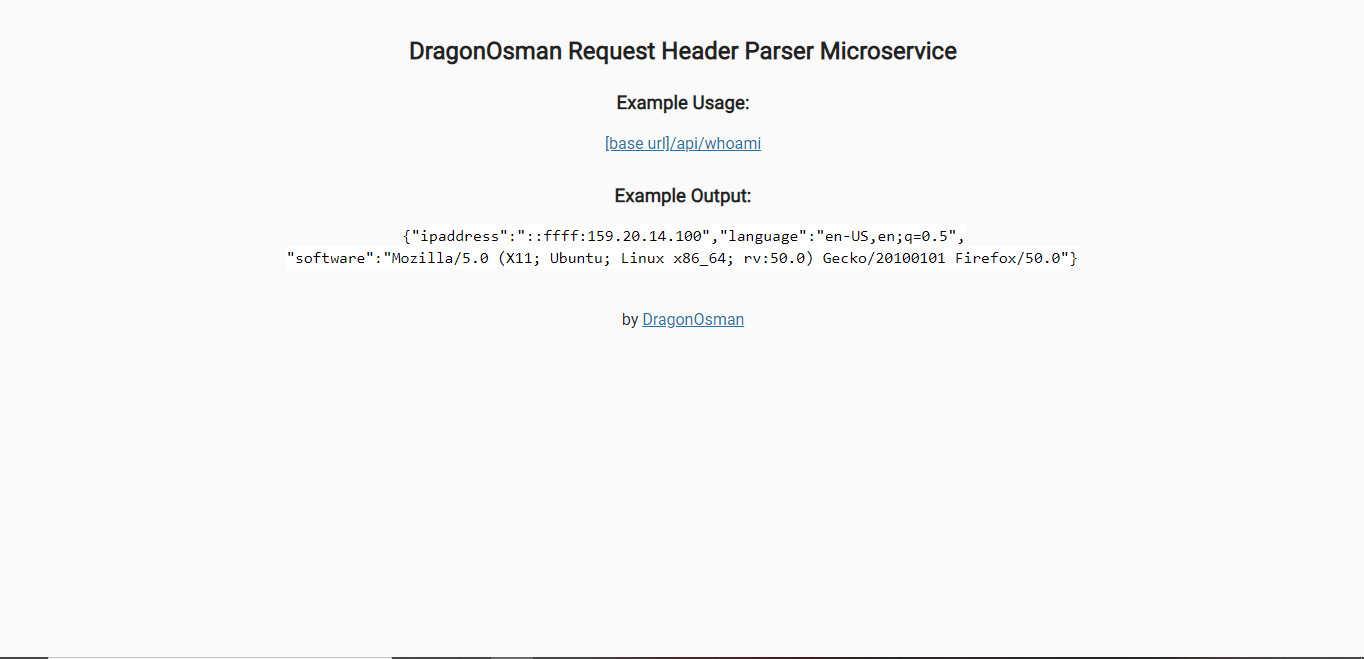 DragonOsman Request Header Parser Microservice
Example Usage:
[base url]/api/whoami
Example Output:
{"ipaddress":"::ffff:159.20.14.100","language":"en-US,en;q=0.5",
"software":"Mozilla/5.0 (X11; Ubuntu; Linux x86_64; rv:50.0) Gecko/20100101 Firefox/50.0"}
by DragonOsman